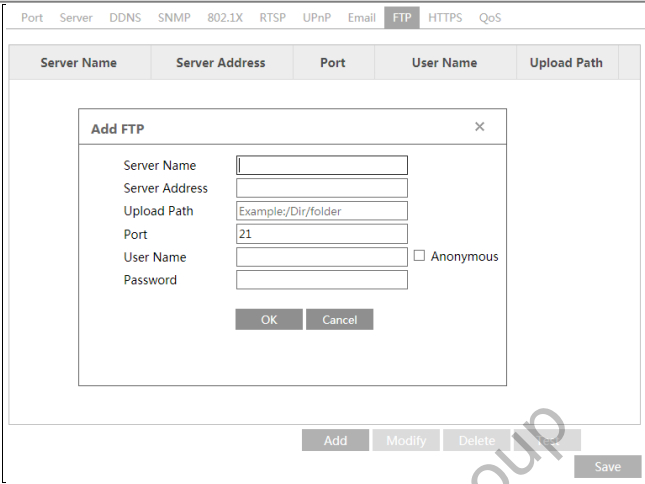 Port Server DDNS SNMP 802.1X RTSP UPnP Email FTP HTTPS QoS
Server Name Server Address Port User Name Upload Path
Add FTP ×
Server Name
Server Address
Upload Path Example:/Dir/folder
Port 21
User Name Anonymous
Password
OK Cancel
Add Modify Delete Test
Save